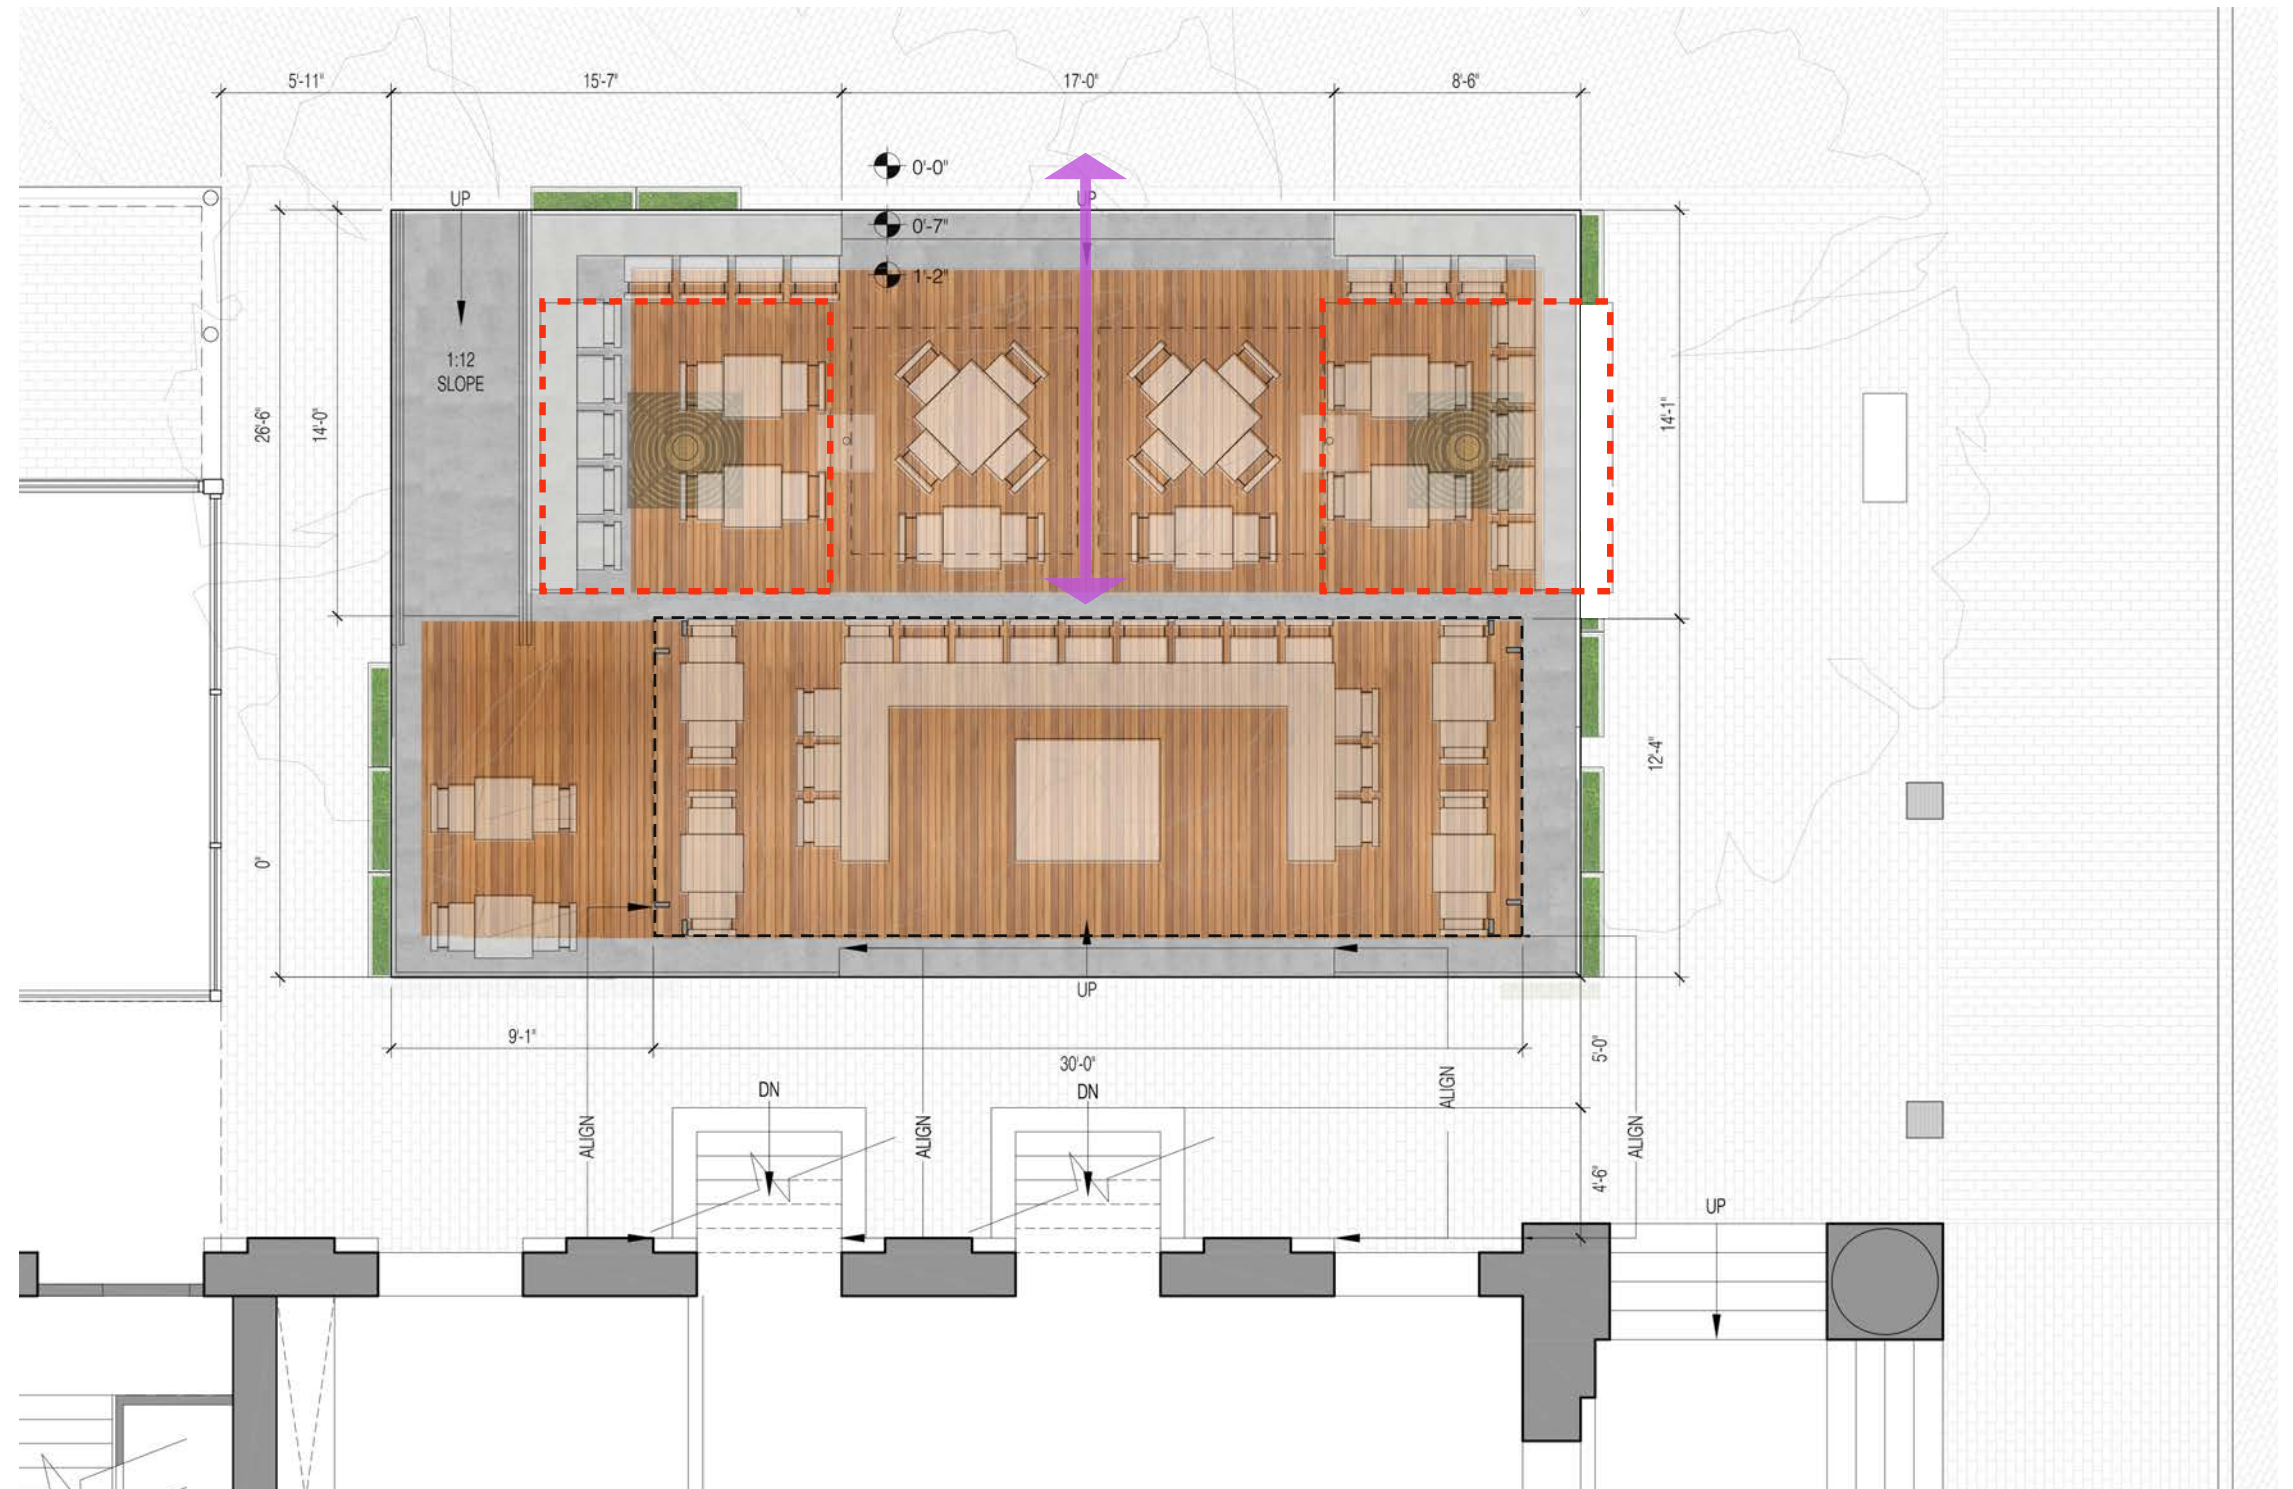 5'-11"
15'-7"
17'-0"
8'-6"
0'-0"
UP
UP
0'-7"
1'-2"
1:12
SLOPE
26'-6"
14'-0"
14'-1"
12'-4"
0"
UP
9'-1"
30'-0"
5'-0"
DN
DN
ALIGN
ALIGN
ALIGN
ALIGN
4'-6"
UP